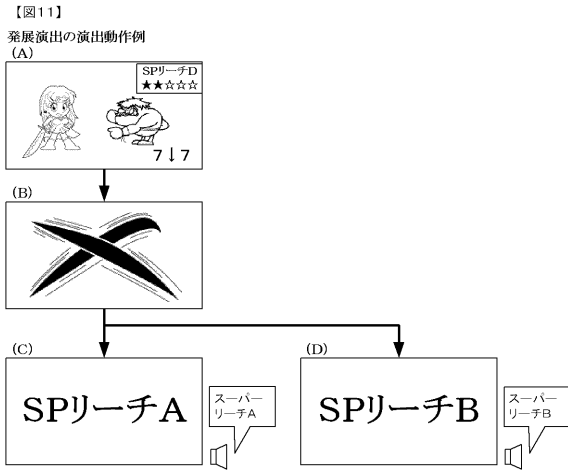 【図11】
発展演出の演出動作例
(A)
SPリーチD
★★☆☆☆
7↓7
(B)
(C)
(D)
SPリーチA
スーパー
リーチA
SPリーチB
スーパー
リーチB